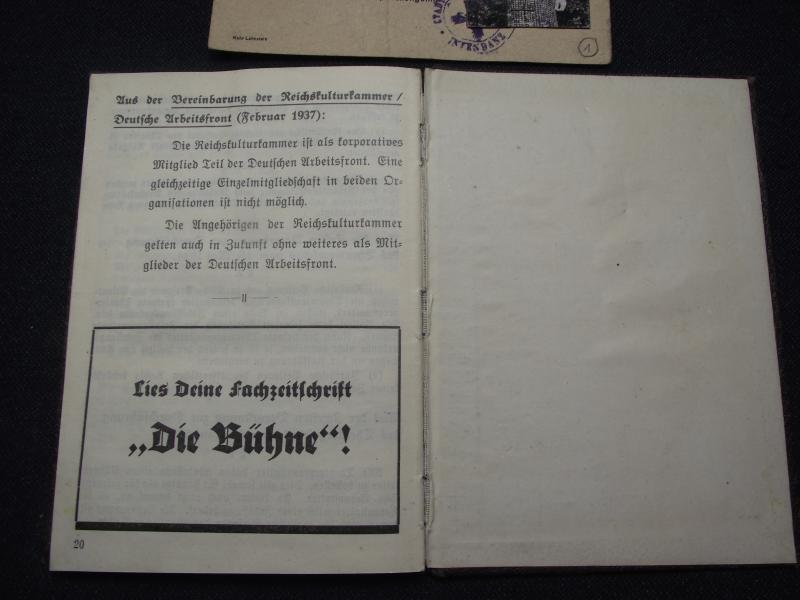 INTENDANZ
1
Aus der Vereinbarung der Reichskulturkammer/
Deutsche Arbeitsfront (Februar 1937):
Die Reichskulturkammer ist als korporatives
Mitglied Teil der Deutschen Arbeitsfront. Eine
gleichzeitige Einzelmitgliedschaft in beiden Or-
ganisationen ist nicht möglich.
Die Angehörigen der Reichskulturkammer
gelten auch in Zukunft ohne weiteres als Mit-
glieder der Deutschen Arbeitsfront.
Lies Deine Fachzeitschrift
„Die Bühne“!
20